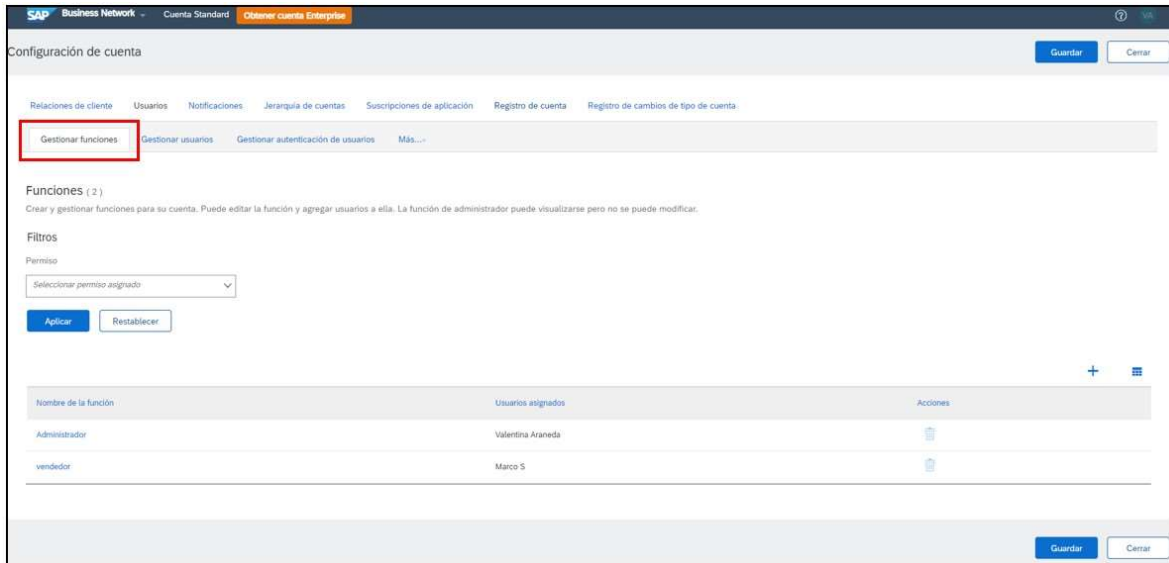 SAP Business Network Cuenta Standard Obtener cuenta Enterprise VA
Configuración de cuenta Guardar Cerrar
Relaciones de cliente Usuarios Notificaciones Jerarquía de cuentas Suscripciones de aplicación Registro de cuenta Registro de cambios de tipo de cuenta
Gestionar funciones Gestionar usuarios Gestionar autenticación de usuarios Más...
Funciones (2)
Crear y gestionar funciones para su cuenta. Puede editar la función y agregar usuarios a ella. La función de administrador puede visualizarse pero no se puede modificar.
Filtros
Permiso
Seleccionar permiso asignado
Aplicar Restablecer
Nombre de la función Usuarios asignados Acciones
Administrador Valentina Araneda
vendedor Marco S
Guardar Cerrar